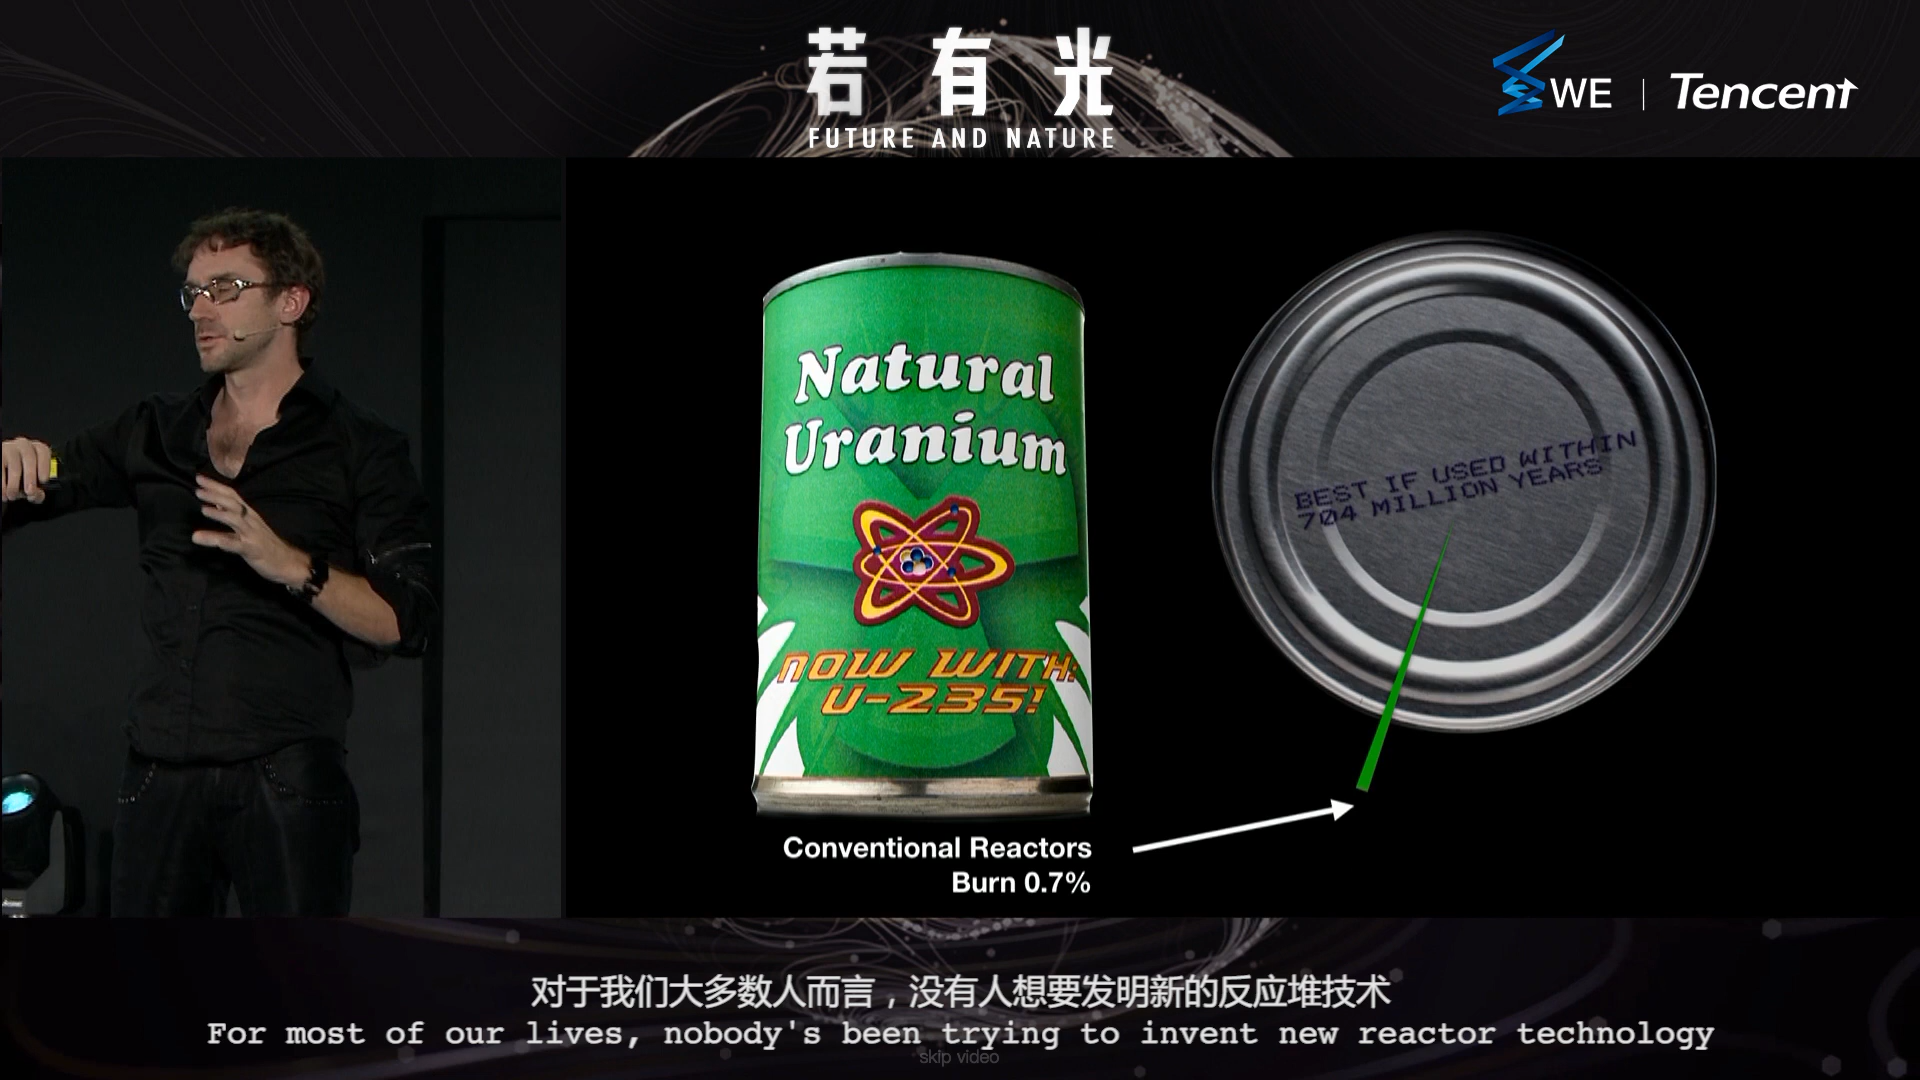 若有光
FUTURE AND NATURE
WE
Tencent
Natural
Uranium
NOW WITH:
U-235!
BEST IF USED WITHIN
704 MILLION YEARS
Conventional Reactors
Burn 0.7%
对于我们大多数人而言，没有人想要发明新的反应堆技术
For most of our lives, nobody's been trying to invent new reactor technology
skip video